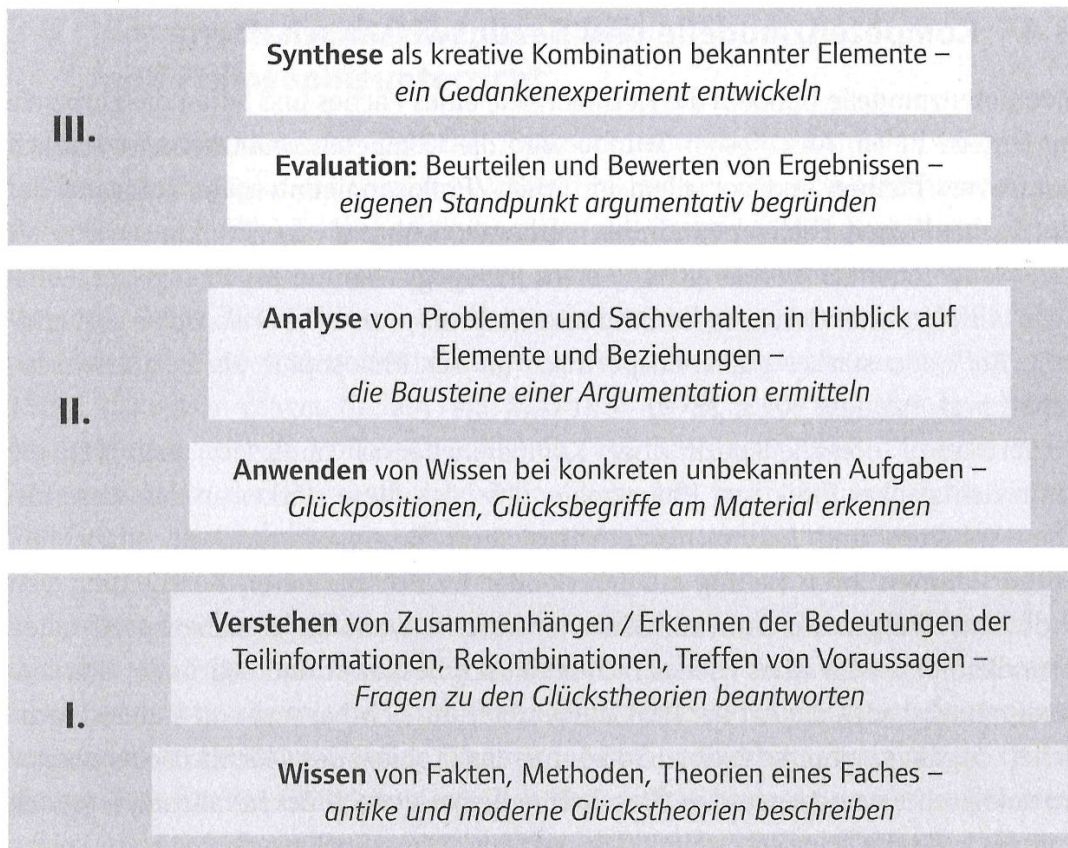 Synthese als kreative Kombination bekannter Elemente –
ein Gedankenexperiment entwickeln
III.
Evaluation: Beurteilen und Bewerten von Ergebnissen –
eigenen Standpunkt argumentativ begründen
Analyse von Problemen und Sachverhalten in Hinblick auf
Elemente und Beziehungen –
die Bausteine einer Argumentation ermitteln
II.
Anwenden von Wissen bei konkreten unbekannten Aufgaben –
Glückpositionen, Glücksbegriffe am Material erkennen
Verstehen von Zusammenhängen / Erkennen der Bedeutungen der
Teilinformationen, Rekombinationen, Treffen von Voraussagen –
Fragen zu den Glückstheorien beantworten
I.
Wissen von Fakten, Methoden, Theorien eines Faches –
antike und moderne Glückstheorien beschreiben